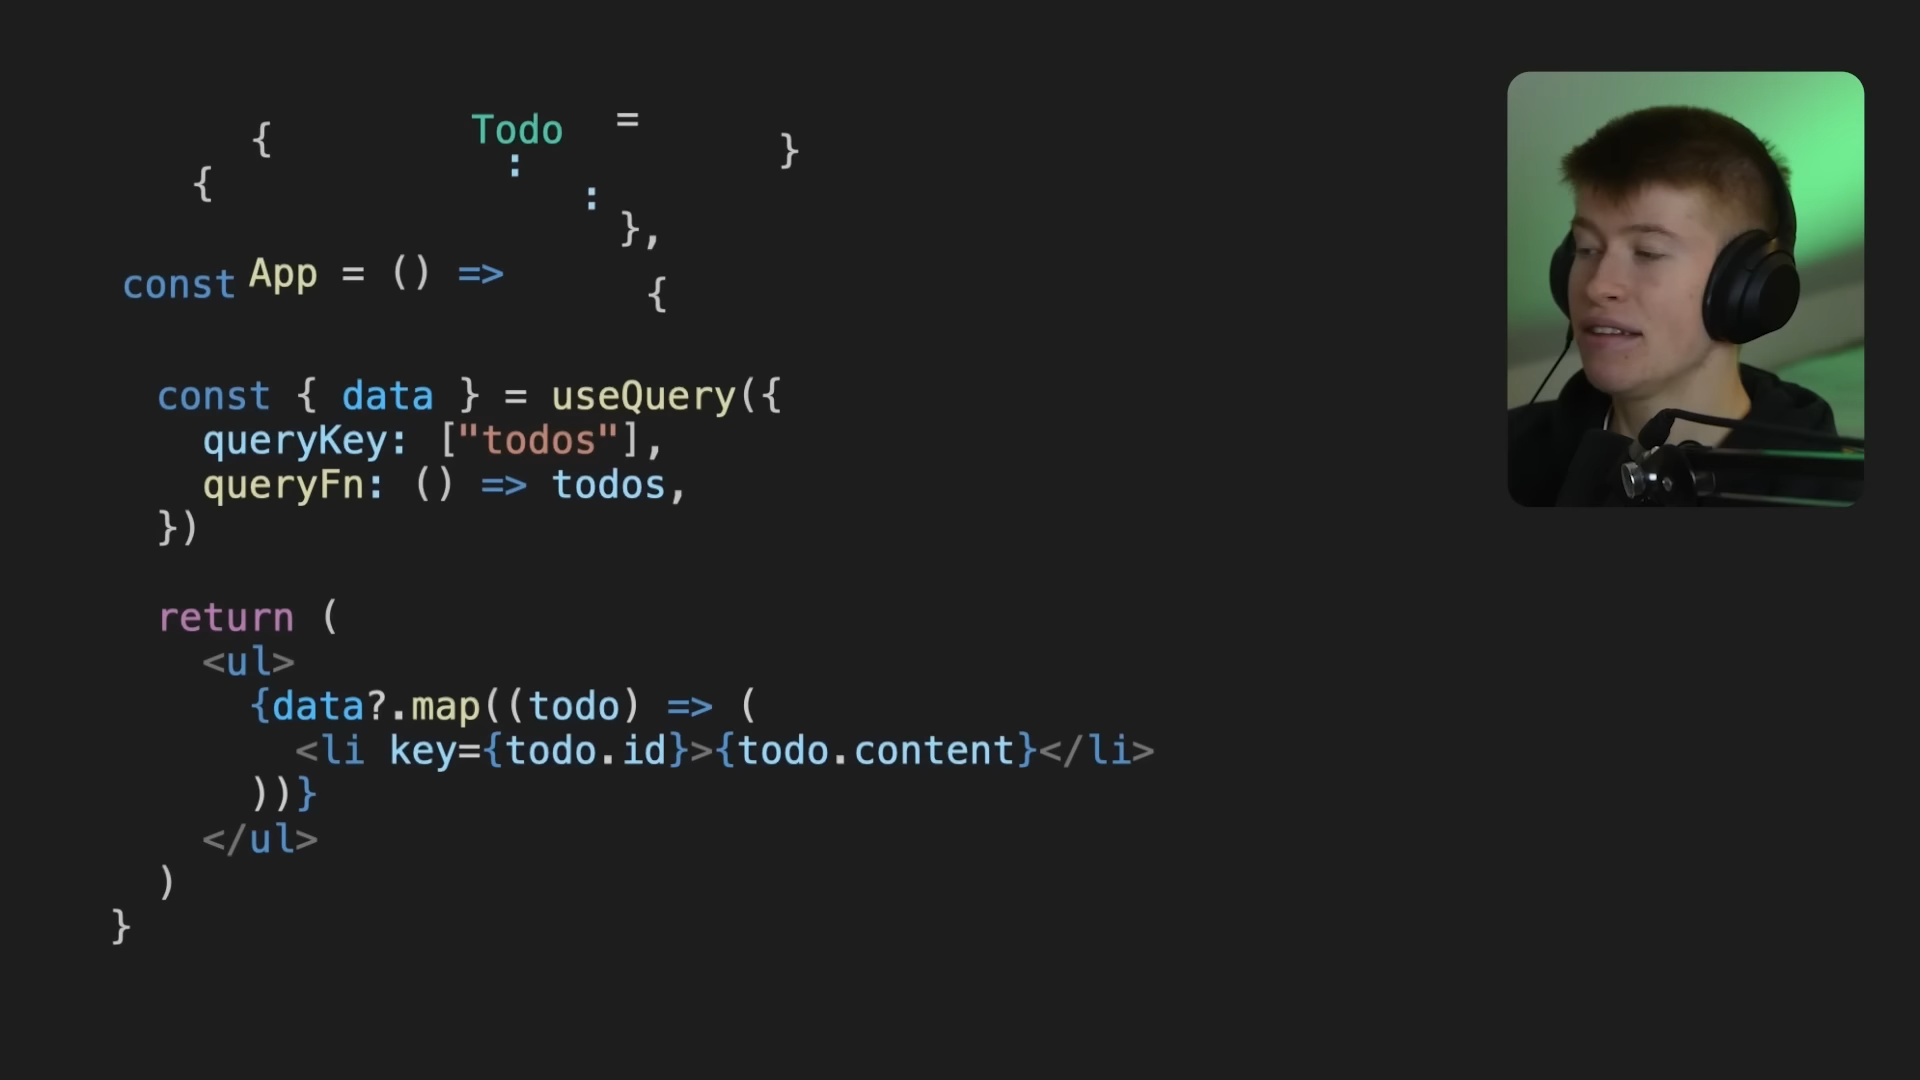 { Todo = }
{ :
:
},
const App = () => {
const { data } = useQuery({
queryKey: ["todos"],
queryFn: () => todos,
})
return (
<ul>
{data?.map((todo) => (
<li key={todo.id}>{todo.content}</li>
))}
</ul>
)
}